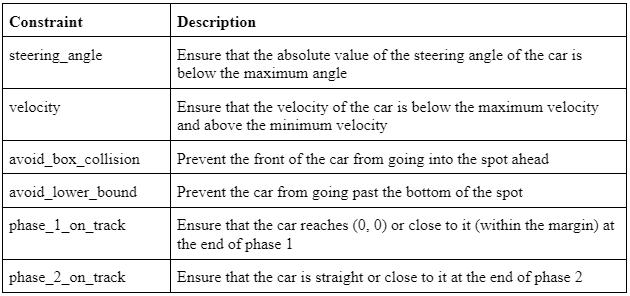 Constraint Description
steering_angle Ensure that the absolute value of the steering angle of the car is
below the maximum angle
velocity Ensure that the velocity of the car is below the maximum velocity
and above the minimum velocity
avoid_box_collision Prevent the front of the car from going into the spot ahead
avoid_lower_bound Prevent the car from going past the bottom of the spot
phase_1_on_track Ensure that the car reaches (0, 0) or close to it (within the margin) at
the end of phase 1
phase_2_on_track Ensure that the car is straight or close to it at the end of phase 2